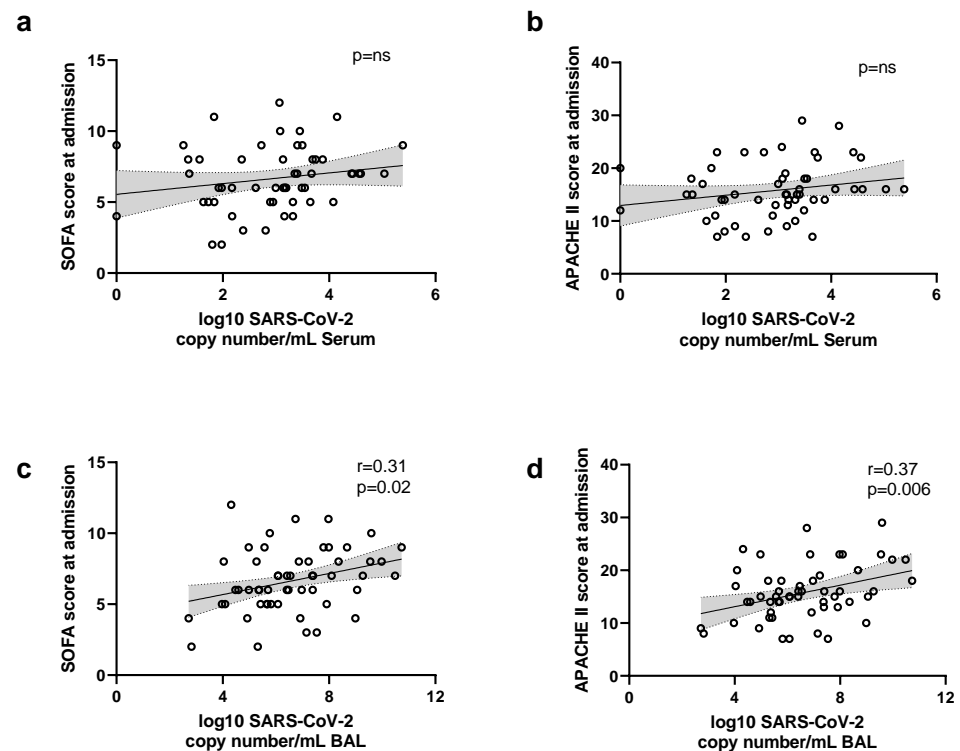 a
p=ns
SOFA score at admission
15
10
5
0
0 2 4 6
log10 SARS-CoV-2
copy number/mL Serum
b
p=ns
APACHE II score at admission
40
30
20
10
0
0 2 4 6
log10 SARS-CoV-2
copy number/mL Serum
c
r=0.31
p=0.02
SOFA score at admission
15
10
5
0
0 4 8 12
log10 SARS-CoV-2
copy number/mL BAL
d
r=0.37
p=0.006
APACHE II score at admission
40
30
20
10
0
0 4 8 12
log10 SARS-CoV-2
copy number/mL BAL